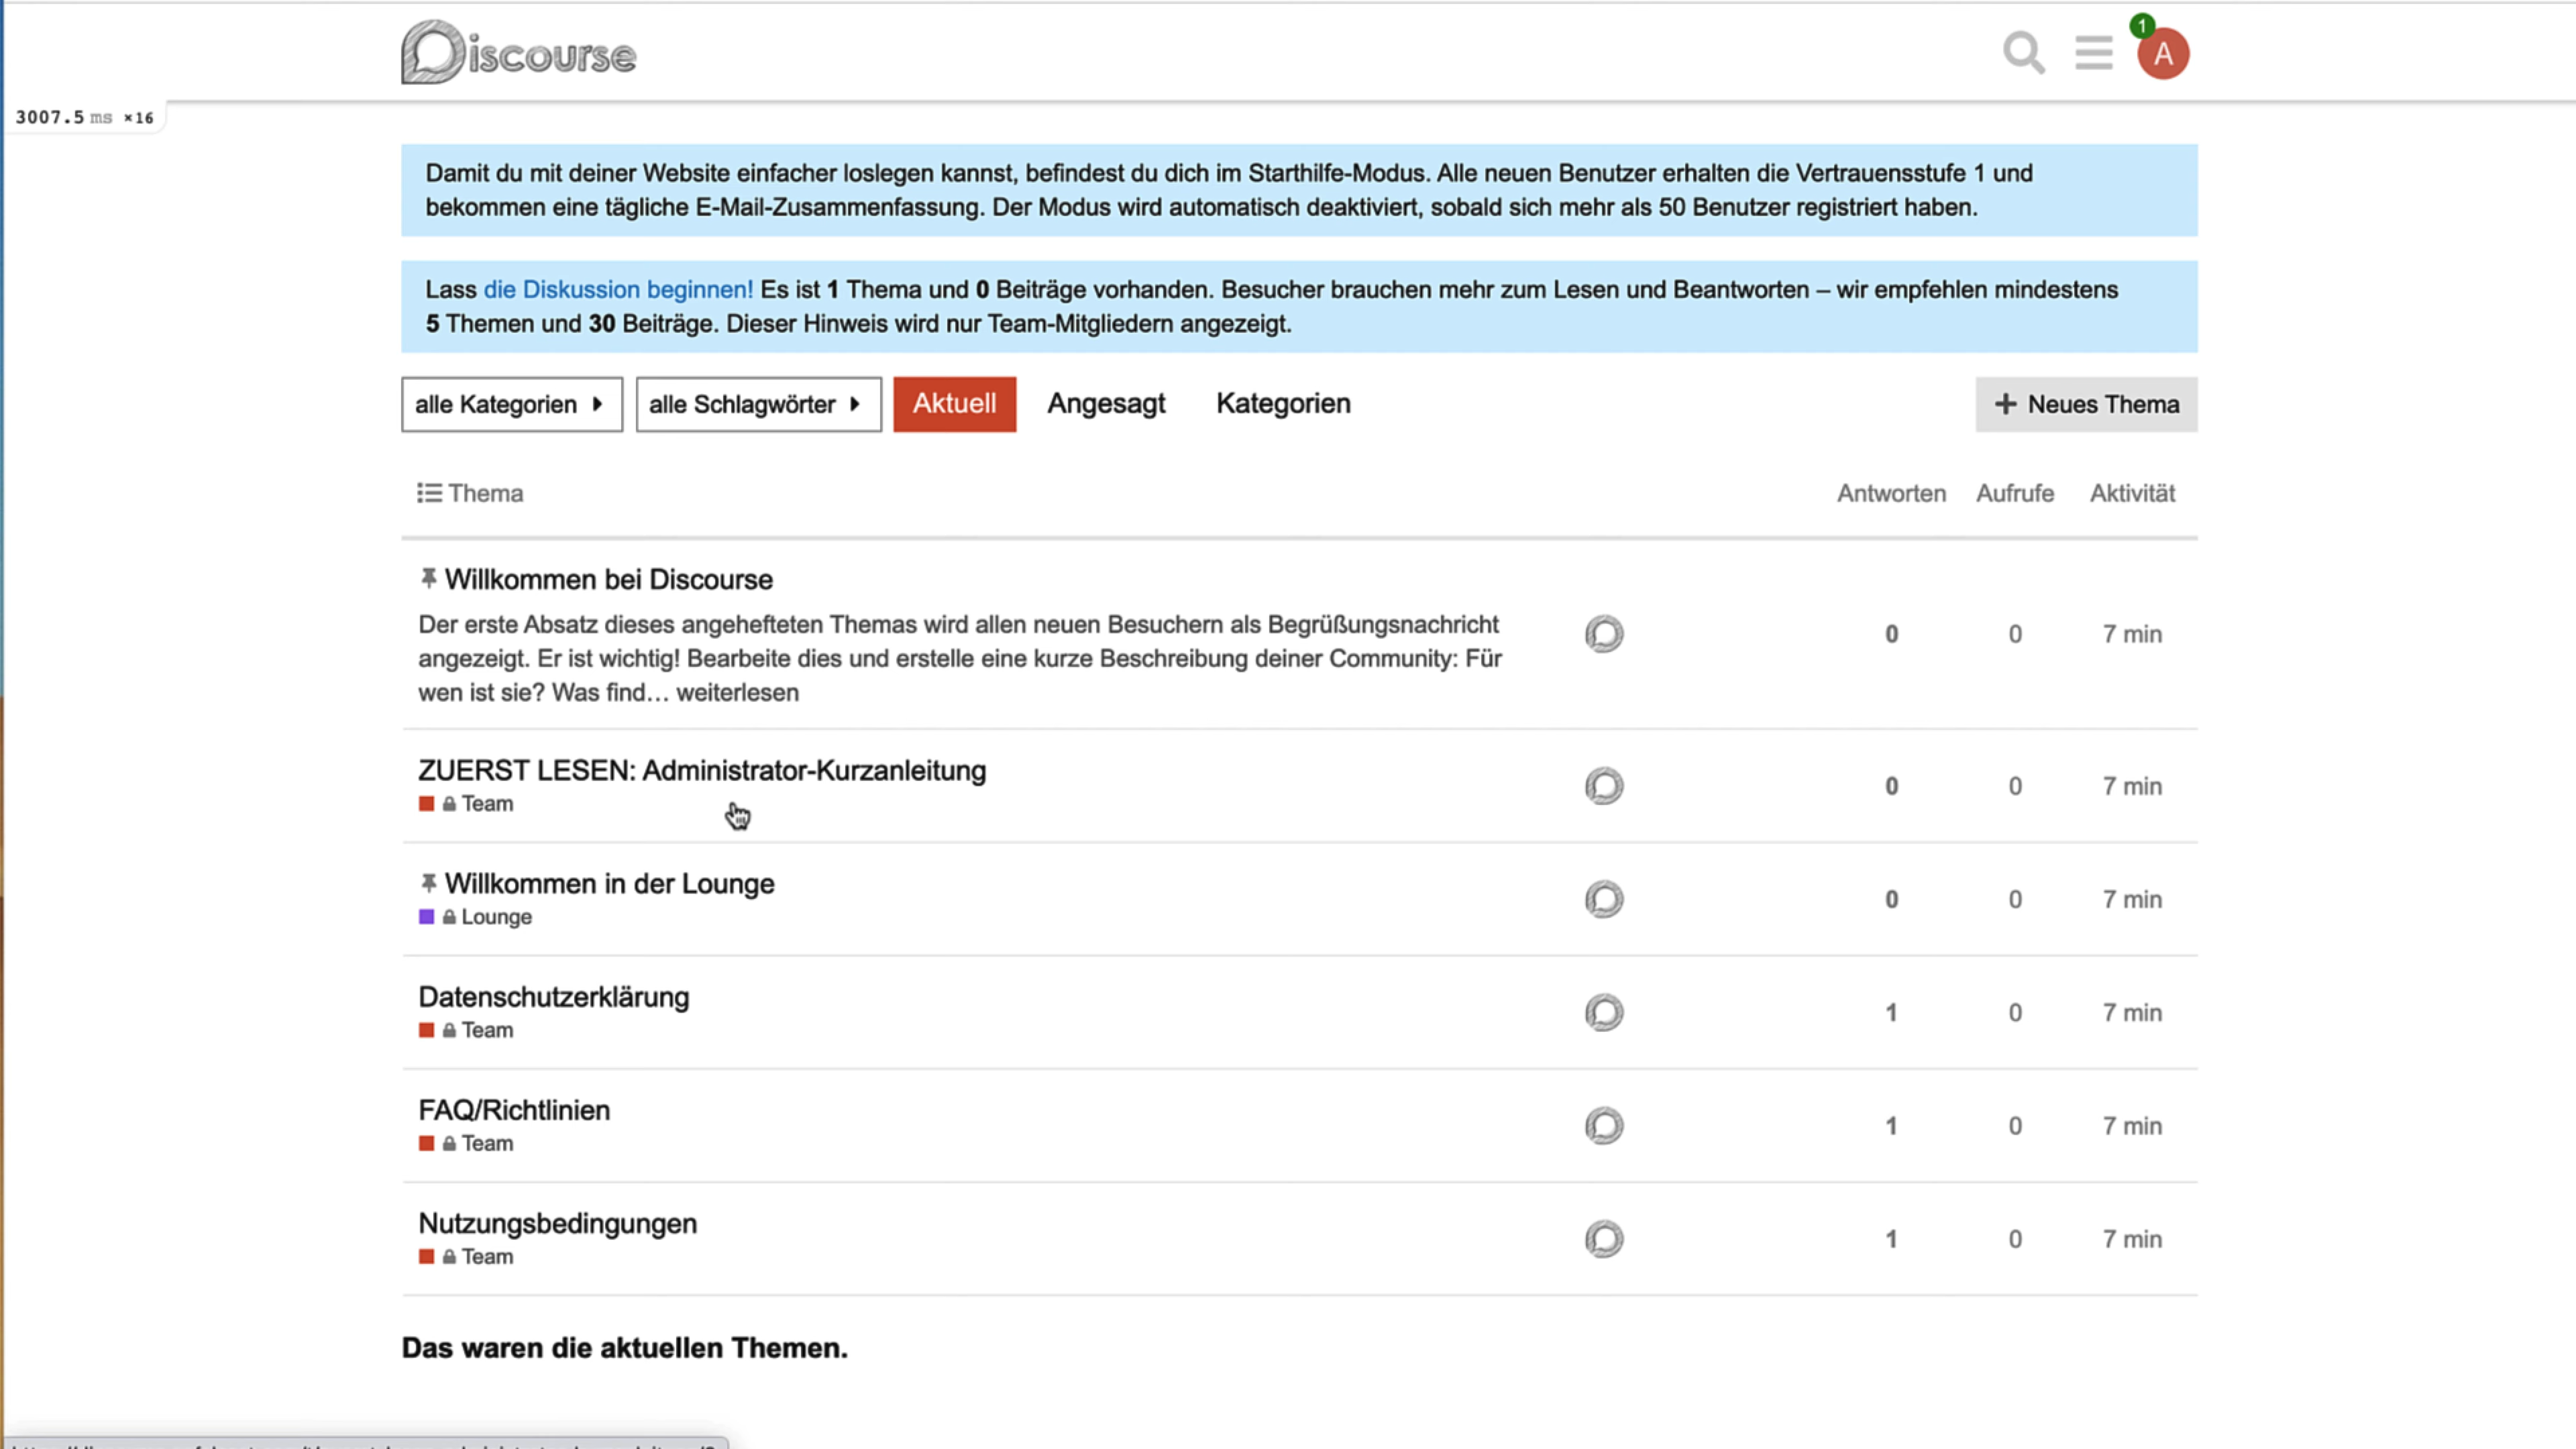 Discourse
1
A
3007.5 ms ×16
Damit du mit deiner Website einfacher loslegen kannst, befindest du dich im Starthilfe-Modus. Alle neuen Benutzer erhalten die Vertrauensstufe 1 und
bekommen eine tägliche E-Mail-Zusammenfassung. Der Modus wird automatisch deaktiviert, sobald sich mehr als 50 Benutzer registriert haben.
Lass die Diskussion beginnen! Es ist 1 Thema und 0 Beiträge vorhanden. Besucher brauchen mehr zum Lesen und Beantworten – wir empfehlen mindestens
5 Themen und 30 Beiträge. Dieser Hinweis wird nur Team-Mitgliedern angezeigt.
alle Kategorien alle Schlagwörter Aktuell Angesagt Kategorien + Neues Thema
Thema Antworten Aufrufe Aktivität
Willkommen bei Discourse
Der erste Absatz dieses angehefteten Themas wird allen neuen Besuchern als Begrüßungsnachricht
angezeigt. Er ist wichtig! Bearbeite dies und erstelle eine kurze Beschreibung deiner Community: Für
wen ist sie? Was find… weiterlesen
0 0 7 min
ZUERST LESEN: Administrator-Kurzanleitung
Team
0 0 7 min
Willkommen in der Lounge
Lounge
0 0 7 min
Datenschutzerklärung
Team
1 0 7 min
FAQ/Richtlinien
Team
1 0 7 min
Nutzungsbedingungen
Team
1 0 7 min
Das waren die aktuellen Themen.